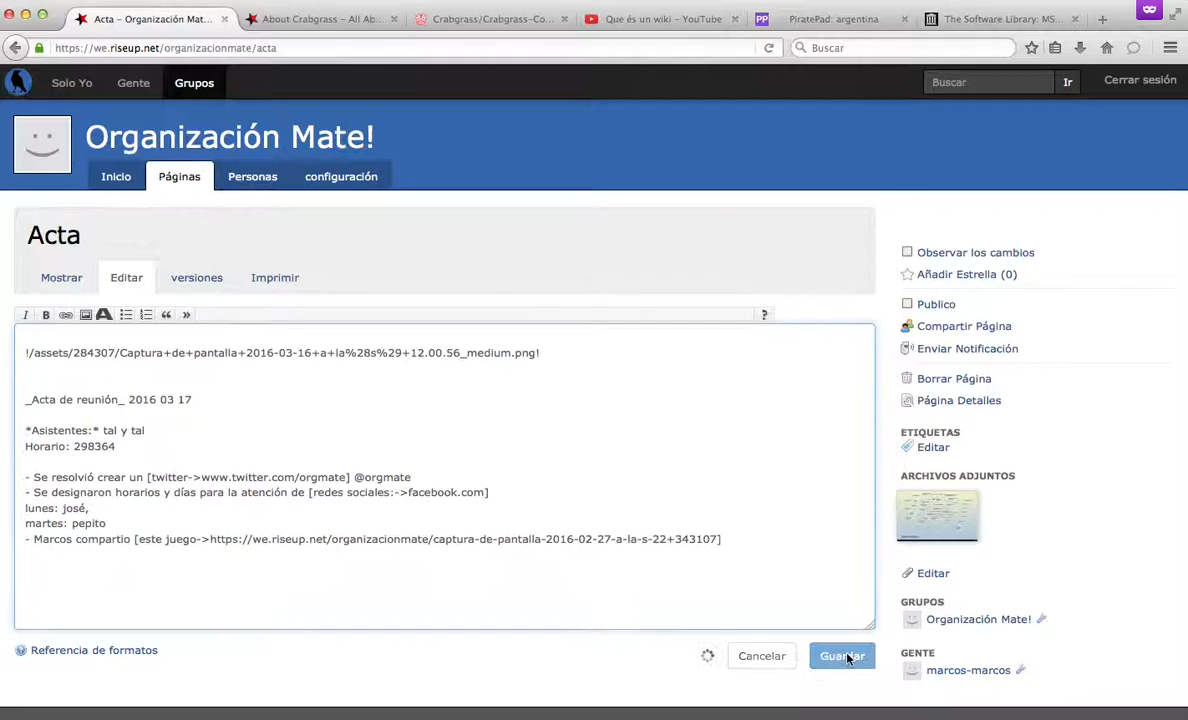 Acta – Organización Mat...
About Crabgrass – All Ab...
Crabgrass/Crabgrass–Co...
Que és un wiki – YouTube
PP PiratePad: argentina
The Software Library: MS...
https://we.riseup.net/organizacionmate/acta
Buscar
Solo Yo
Gente
Grupos
Buscar
Ir
Cerrar sesión
Organización Mate!
Inicio
Páginas
Personas
configuración
Acta
Mostrar
Editar
versiones
Imprimir
I B A “ » ?
!/assets/284307/Captura+de+pantalla+2016-03-16+a+la%28s%29+12.00.56_medium.png!
_Acta de reunión_ 2016 03 17
*Asistentes:* tal y tal
Horario: 298364
- Se resolvió crear un [twitter->www.twitter.com/orgmate] @orgmate
- Se designaron horarios y días para la atención de [redes sociales:->facebook.com]
lunes: josé,
martes: pepito
- Marcos compartio [este juego->https://we.riseup.net/organizacionmate/captura-de-pantalla-2016-02-27-a-la-s-22+343107]
Referencia de formatos
Cancelar
Guardar
Observar los cambios
Añadir Estrella (0)
Publico
Compartir Página
Enviar Notificación
Borrar Página
Página Detalles
ETIQUETAS
Editar
ARCHIVOS ADJUNTOS
Editar
GRUPOS
Organización Mate!
GENTE
marcos-marcos